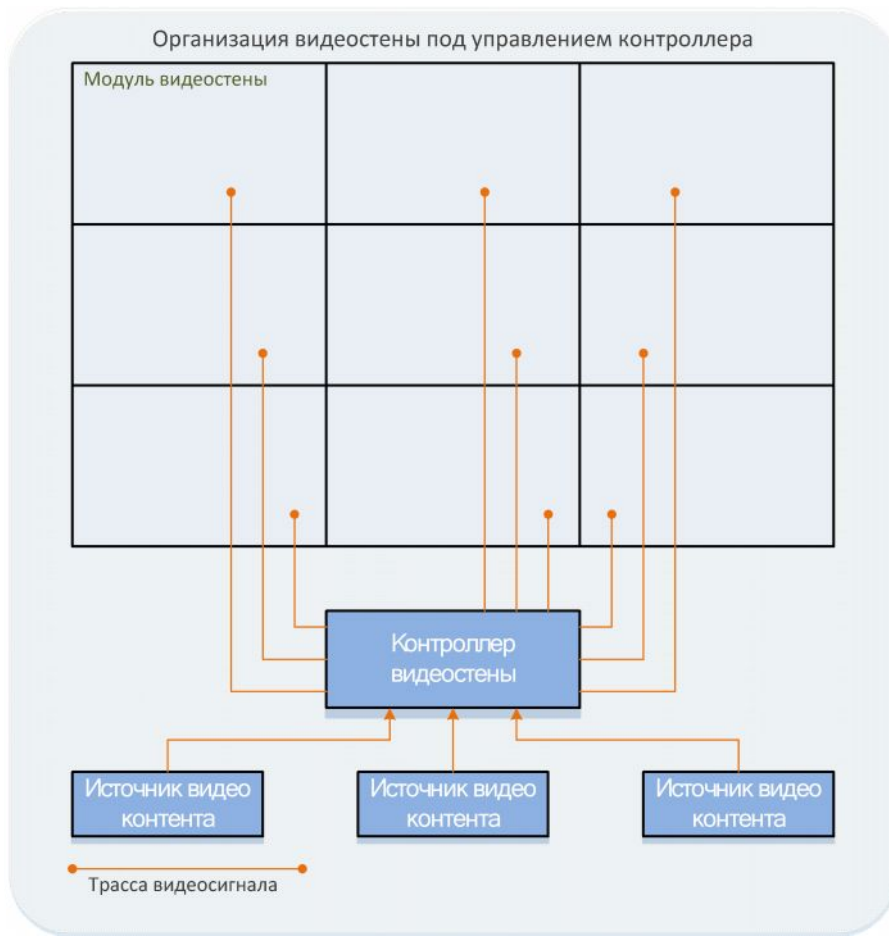 Организация видеостены под управлением контроллера
Модуль видеостены
Контроллер
видеостены
Источник видео
контента
Источник видео
контента
Источник видео
контента
Трасса видеосигнала